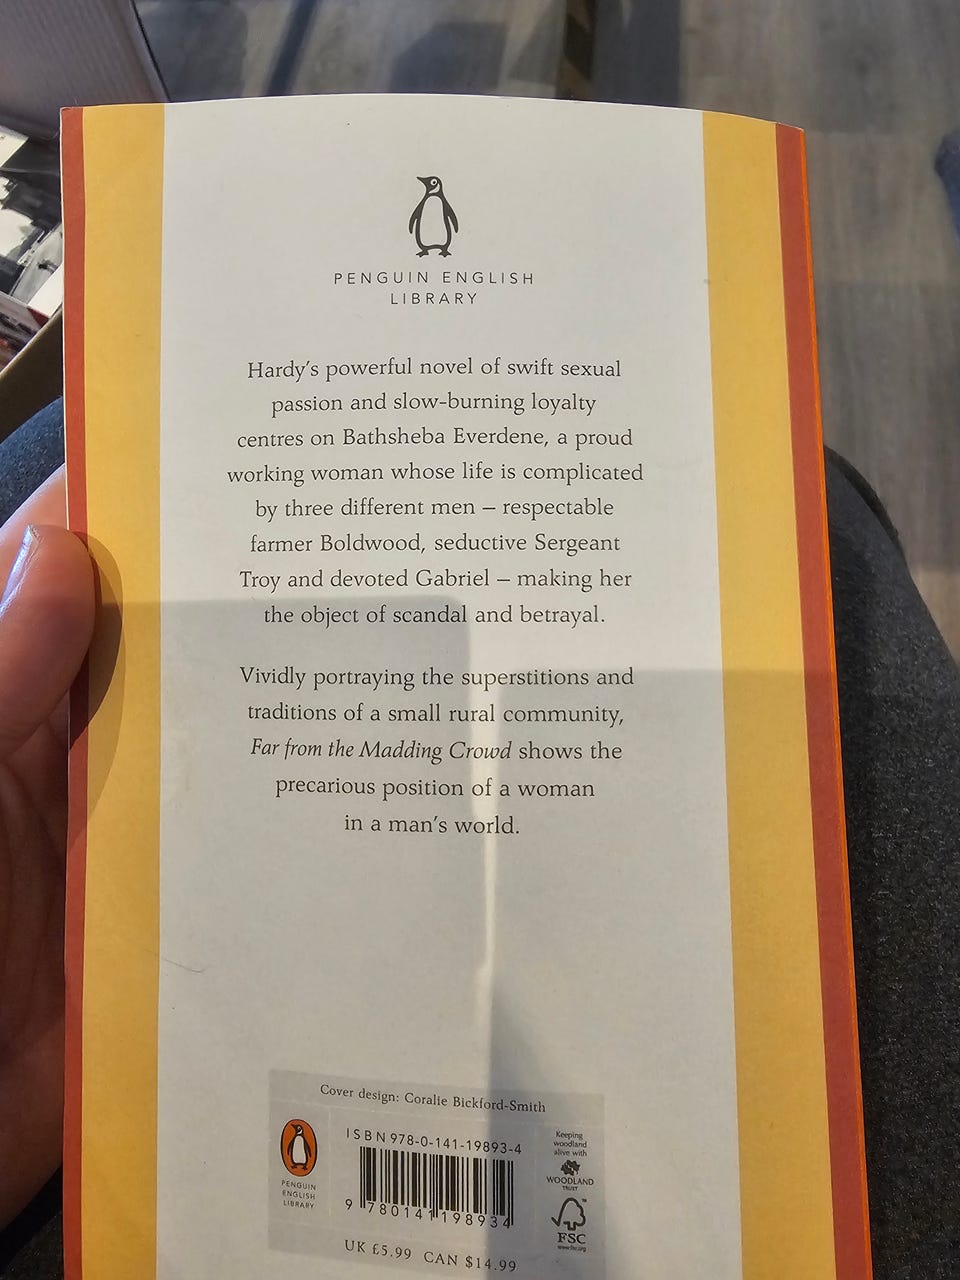 PENGUIN ENGLISH
LIBRARY
Hardy's powerful novel of swift sexual
passion and slow-burning loyalty
centres on Bathsheba Everdene, a proud
working woman whose life is complicated
by three different men – respectable
farmer Boldwood, seductive Sergeant
Troy and devoted Gabriel – making her
the object of scandal and betrayal.
Vividly portraying the superstitions and
traditions of a small rural community,
Far from the Madding Crowd shows the
precarious position of a woman
in a man's world.
Cover design: Coralie Bickford-Smith
PENGUIN
ENGLISH
LIBRARY
ISBN 978-0-141-19893-4
9 780141 198934
UK £5.99 CAN $14.99
Keeping
woodland
alive with
WOODLAND
TRUST
™
FSC
www.fsc.org